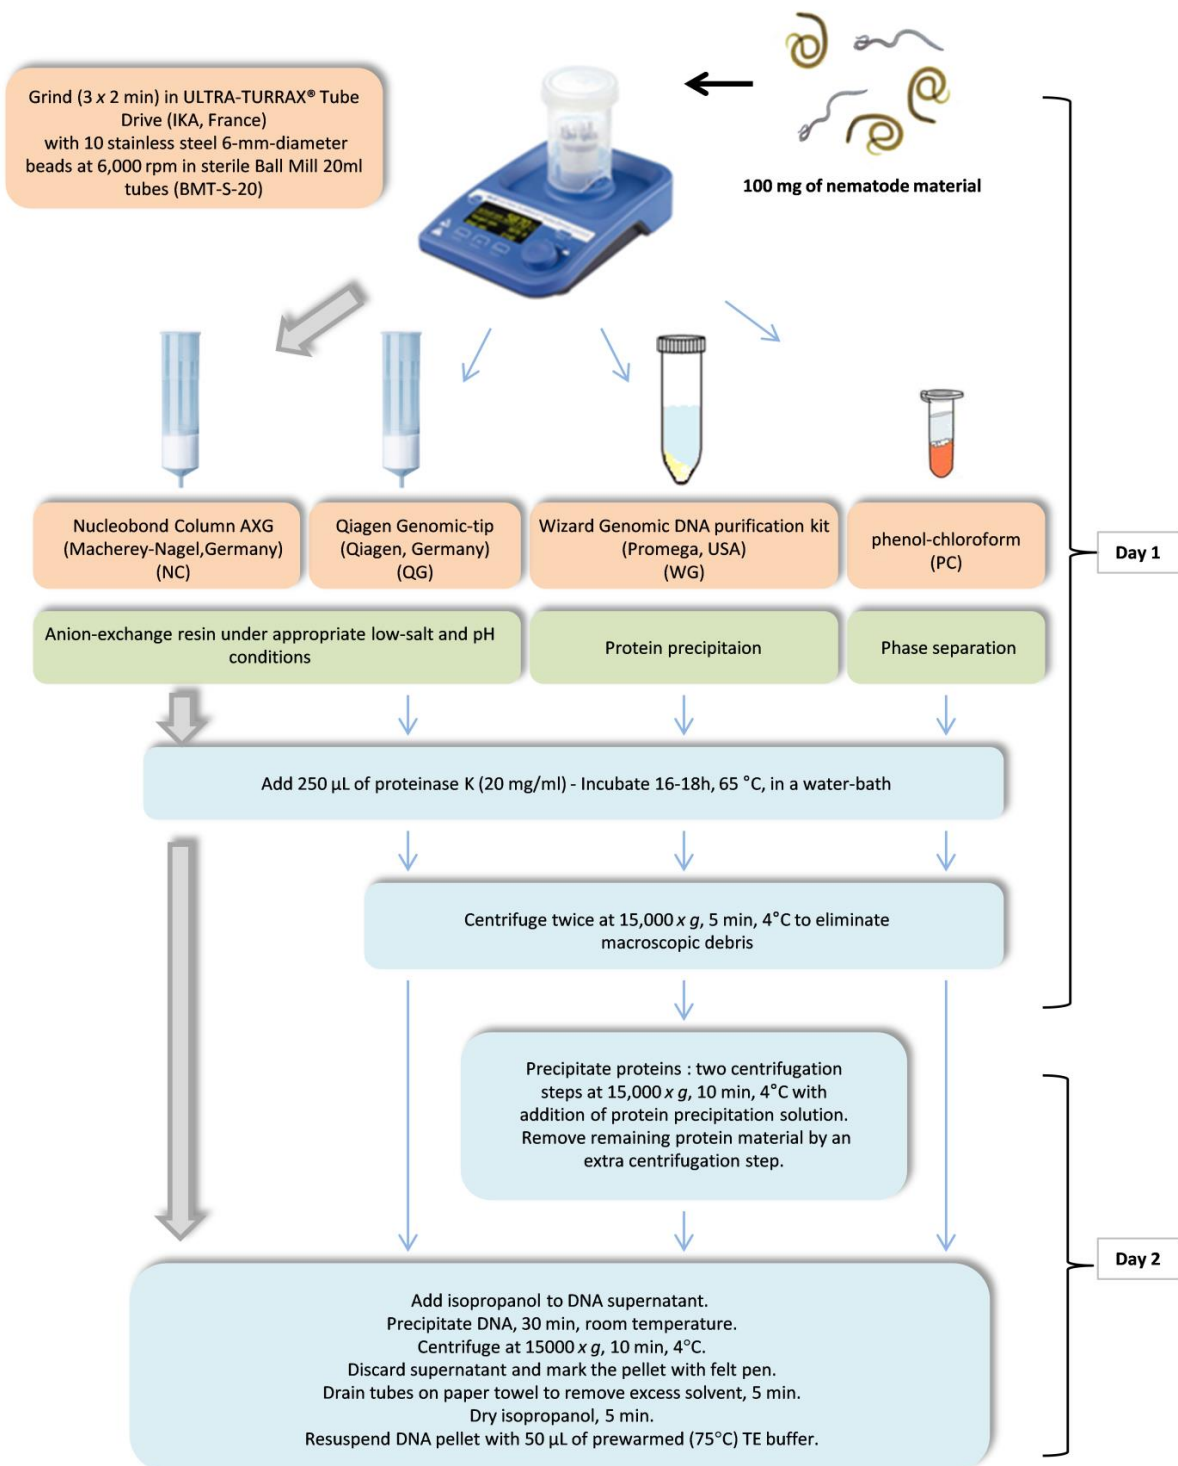 Grind (3 x 2 min) in ULTRA-TURRAX® Tube
Drive (IKA, France)
with 10 stainless steel 6-mm-diameter
beads at 6,000 rpm in sterile Ball Mill 20ml
tubes (BMT-S-20)
100 mg of nematode material
Nucleobond Column AXG
(Macherey-Nagel,Germany)
(NC)
Qiagen Genomic-tip
(Qiagen, Germany)
(QG)
Wizard Genomic DNA purification kit
(Promega, USA)
(WG)
phenol-chloroform
(PC)
Day 1
Anion-exchange resin under appropriate low-salt and pH
conditions
Protein precipitaion
Phase separation
Add 250 µL of proteinase K (20 mg/ml) - Incubate 16-18h, 65 °C, in a water-bath
Centrifuge twice at 15,000 x g, 5 min, 4°C to eliminate
macroscopic debris
Precipitate proteins : two centrifugation
steps at 15,000 x g, 10 min, 4°C with
addition of protein precipitation solution.
Remove remaining protein material by an
extra centrifugation step.
Day 2
Add isopropanol to DNA supernatant.
Precipitate DNA, 30 min, room temperature.
Centrifuge at 15000 x g, 10 min, 4°C.
Discard supernatant and mark the pellet with felt pen.
Drain tubes on paper towel to remove excess solvent, 5 min.
Dry isopropanol, 5 min.
Resuspend DNA pellet with 50 µL of prewarmed (75°C) TE buffer.